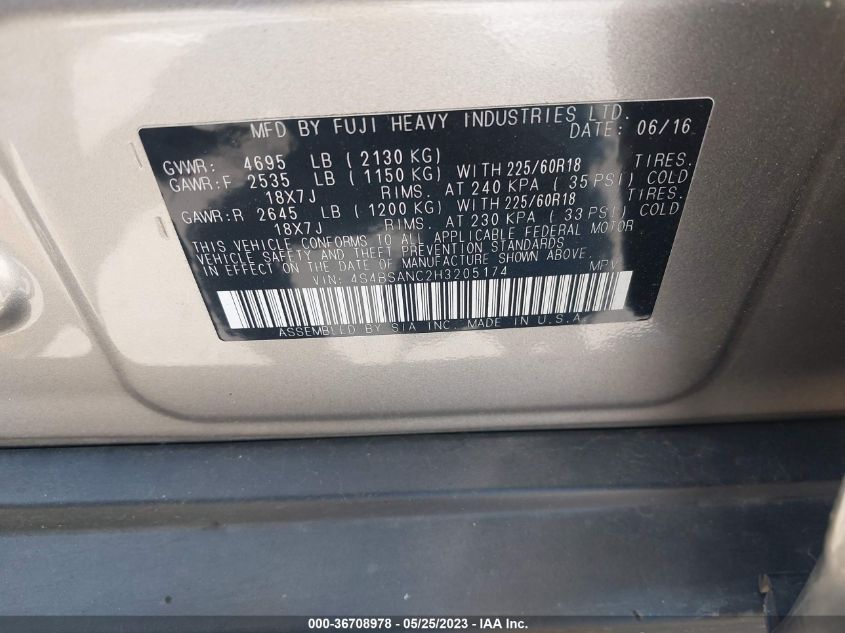 MFD BY FUJI HEAVY INDUSTRIES LTD.
DATE: 06/16
GVWR: 4695 LB ( 2130 KG)
GAWR:F 2535 LB ( 1150 KG) WITH 225/60R18 TIRES.
18X7J RIMS. AT 240 KPA ( 35 PSI) COLD
GAWR:R 2645 LB ( 1200 KG) WITH 225/60R18 TIRES.
18X7J RIMS. AT 230 KPA ( 33 PSI) COLD
THIS VEHICLE CONFORMS TO ALL APPLICABLE FEDERAL MOTOR
VEHICLE SAFETY AND THEFT PREVENTION STANDARDS
IN EFFECT ON THE DATE OF MANUFACTURE SHOWN ABOVE.
VIN: 4S4BSANC2H3205174 MPV
ASSEMBLED BY SIA INC. MADE IN U.S.A.
000-36708978 - 05/25/2023 - IAA Inc.